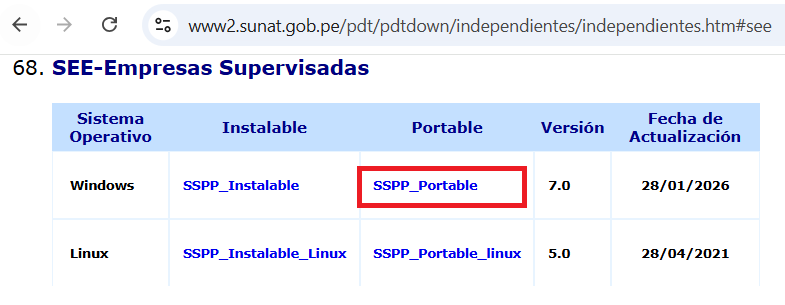 www2.sunat.gob.pe/pdt/pdtdown/independientes/independientes.htm#see
68. SEE-Empresas Supervisadas
Sistema Operativo Instalable Portable Versión Fecha de Actualización
Windows SSPP_Instalable SSPP_Portable 7.0 28/01/2026
Linux SSPP_Instalable_Linux SSPP_Portable_linux 5.0 28/04/2021